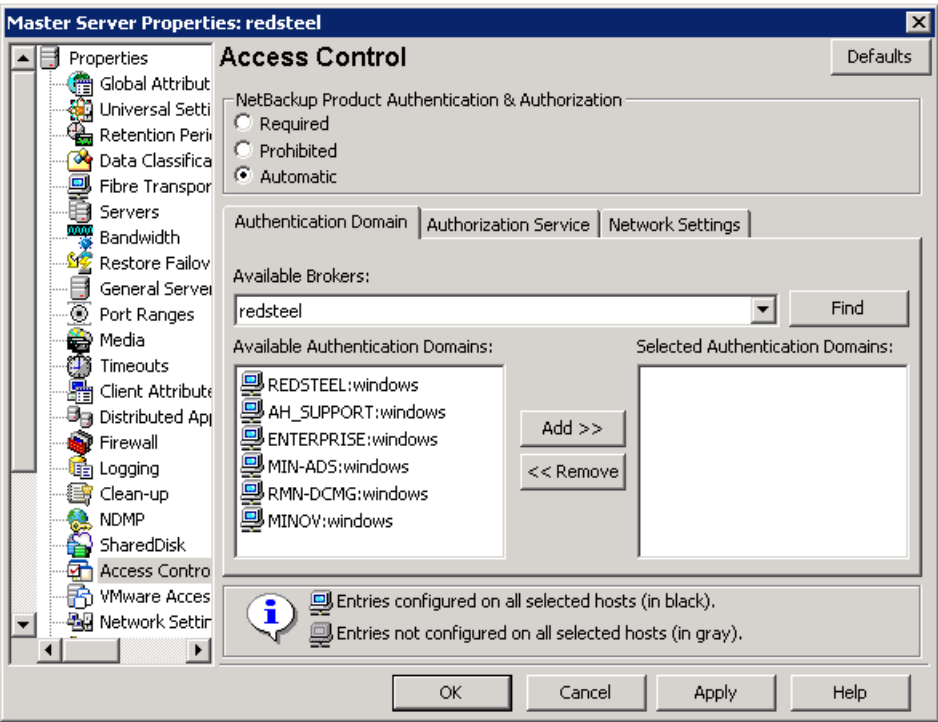 Master Server Properties: redsteel
Properties
Global Attribut
Universal Setti
Retention Peri
Data Classifica
Fibre Transpor
Servers
Bandwidth
Restore Failov
General Server
Port Ranges
Media
Timeouts
Client Attribute
Distributed App
Firewall
Logging
Clean-up
NDMP
SharedDisk
Access Contro
VMware Acces
Network Settin
Access Control
Defaults
NetBackup Product Authentication & Authorization
Required
Prohibited
Automatic
Authentication Domain
Authorization Service
Network Settings
Available Brokers:
redsteel
Find
Available Authentication Domains:
REDSTEEL:windows
AH_SUPPORT:windows
ENTERPRISE:windows
MIN-ADS:windows
RMN-DCMG:windows
MINOV:windows
Add >>
<< Remove
Selected Authentication Domains:
Entries configured on all selected hosts (in black).
Entries not configured on all selected hosts (in gray).
OK
Cancel
Apply
Help